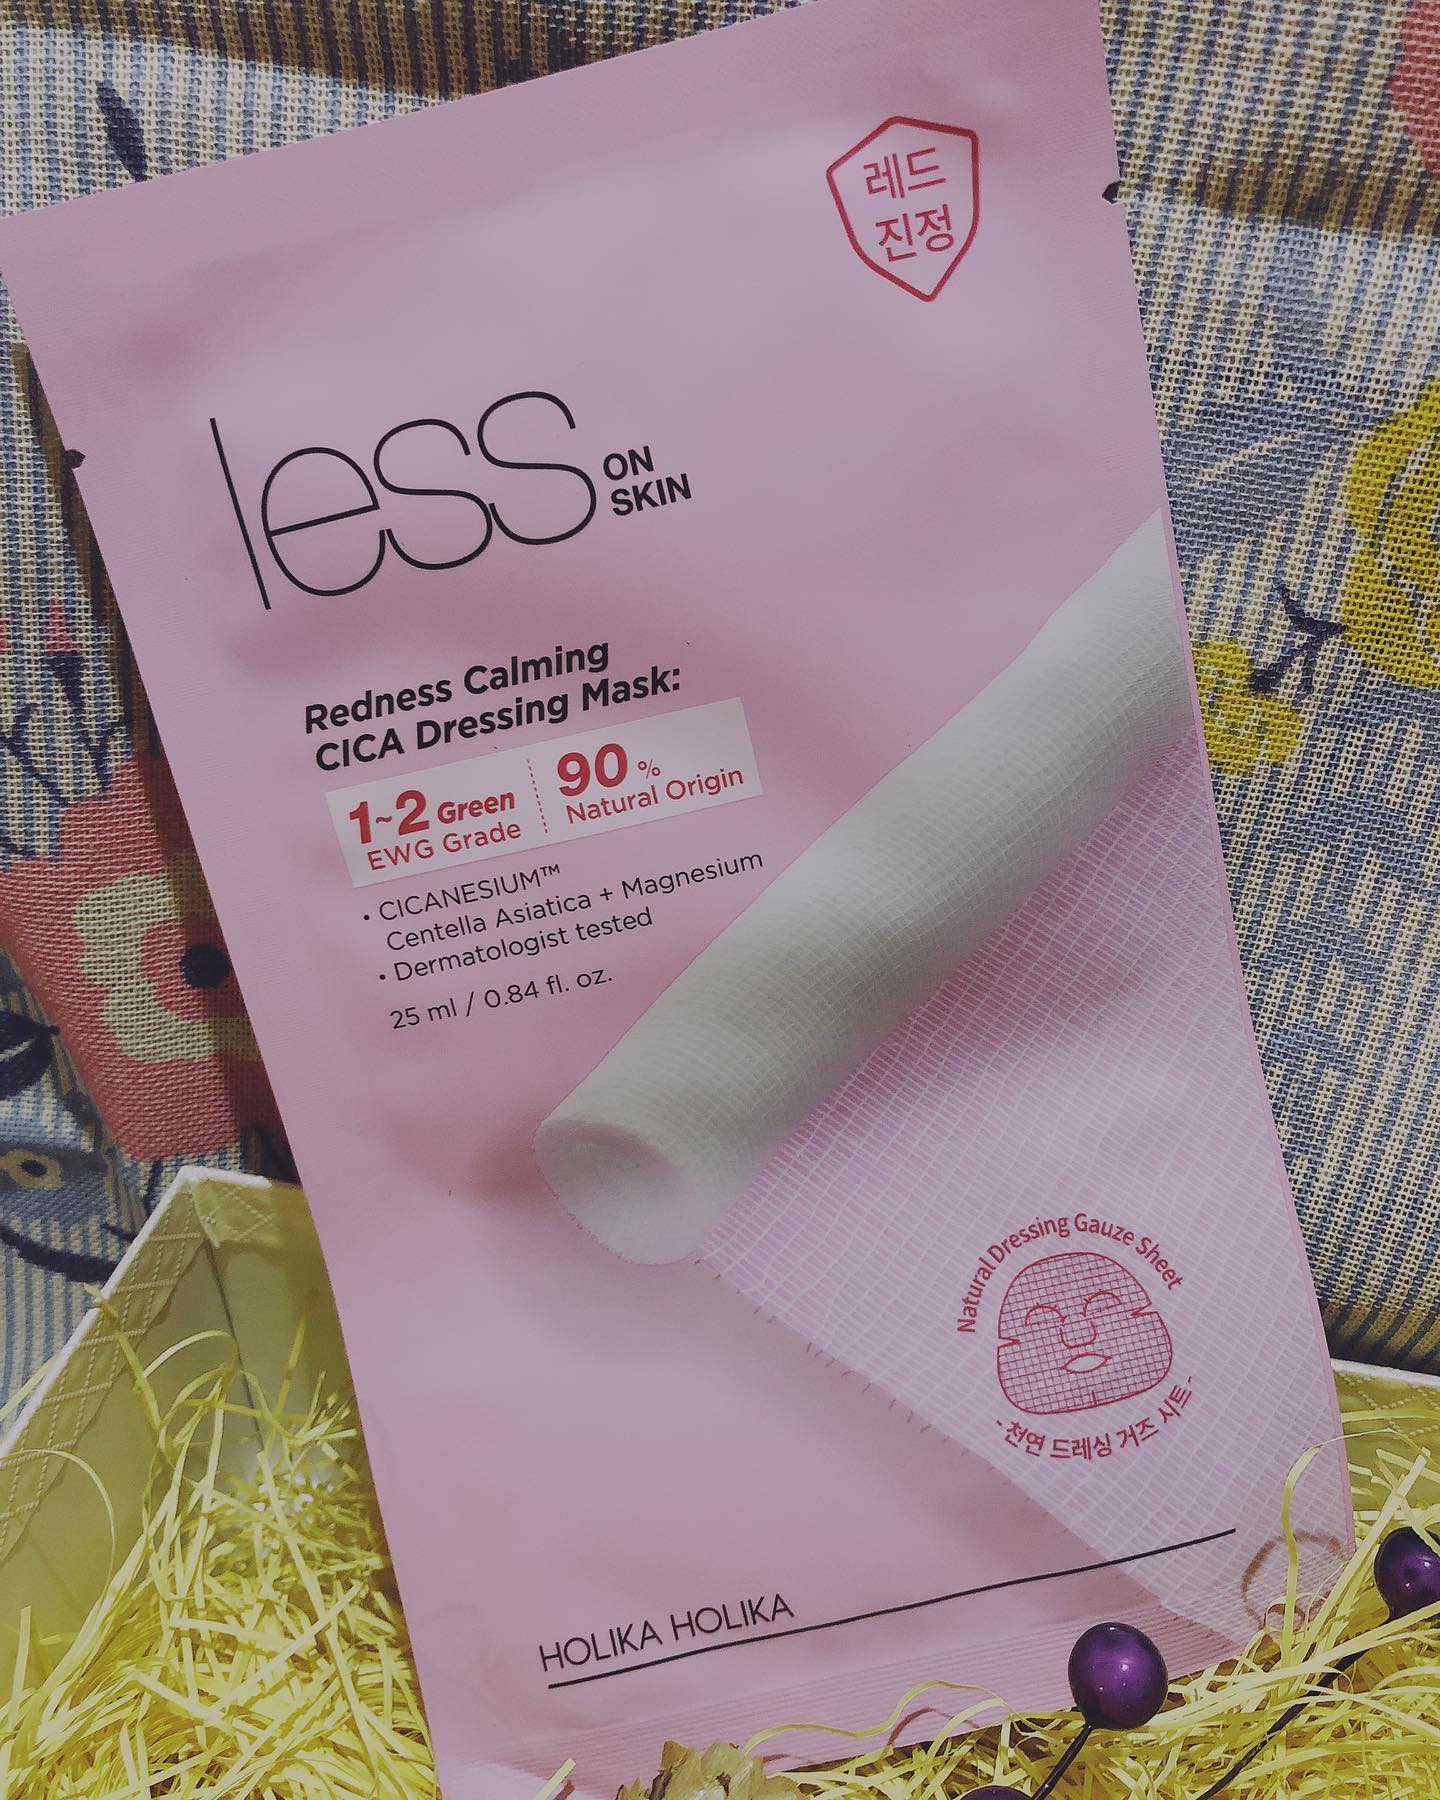 레드
진정
less ON
SKIN
Redness Calming
CICA Dressing Mask:
1~2 Green
EWG Grade
90 %
Natural Origin
• CICANESIUM™
Centella Asiatica + Magnesium
• Dermatologist tested
25 ml / 0.84 fl. oz.
Natural Dressing Gauze Sheet
- 천연 드레싱 거즈 시트 -
HOLIKA HOLIKA